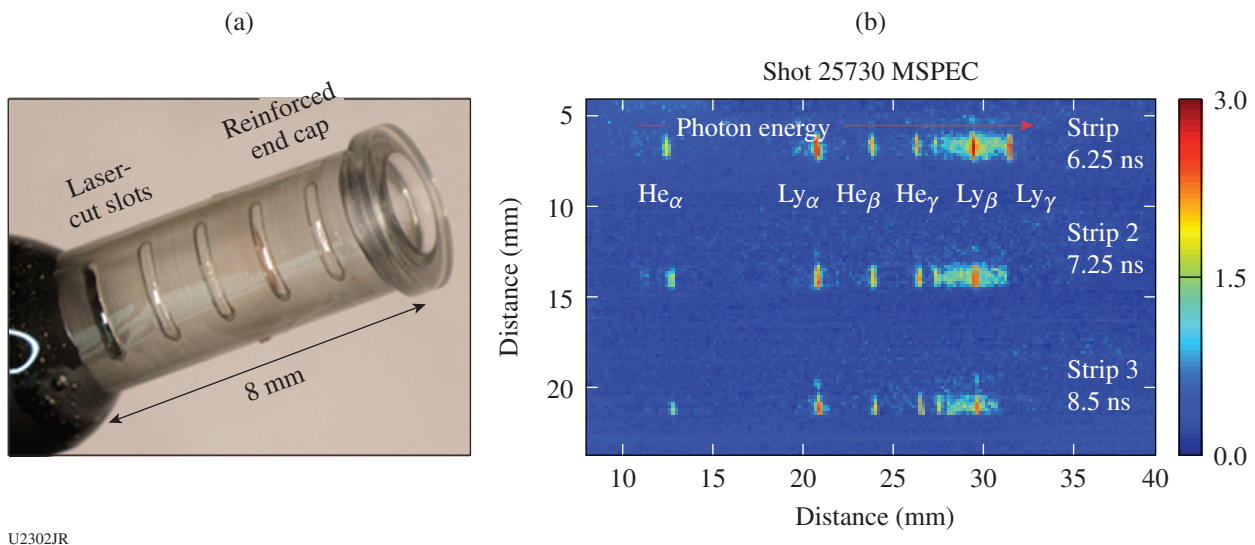 (a)
Laser-
cut slots
Reinforced
end cap
8 mm
U2302JR
(b)
Shot 25730 MSPEC
Photon energy
Strip
6.25 ns
He𝛼 Ly𝛼 He𝛽 He𝛾 Ly𝛽 Ly𝛾
Strip 2
7.25 ns
Strip 3
8.5 ns
5
10
15
20
Distance (mm)
10 15 20 25 30 35 40
Distance (mm)
3.0
1.5
0.0